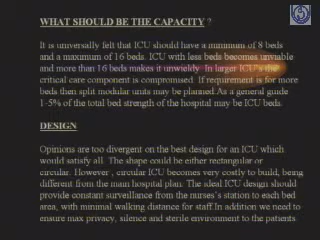 WHAT SHOULD BE THE CAPACITY ?
It is universally felt that ICU should have a minimum of 8 beds
and a maximum of 16 beds. ICU with less beds becomes unviable
and more than 16 beds makes it unwieldy. In larger ICU's the
critical care component is compromised. If requirement is for more
beds then split modular units may be planned.As a general guide
1-5% of the total bed strength of the hospital may be ICU beds.
DESIGN
Opinions are too divergent on the best design for an ICU which
would satisfy all. The shape could be either rectangular or
circular. However , circular ICU becomes very costly to build, being
different from the main hospital plan. The ideal ICU design should
provide constant surveillance from the nurses's station to each bed
area, with minimal walking distance for staff.In addition we need to
ensure max privacy, silence and sterile environment to the patients.